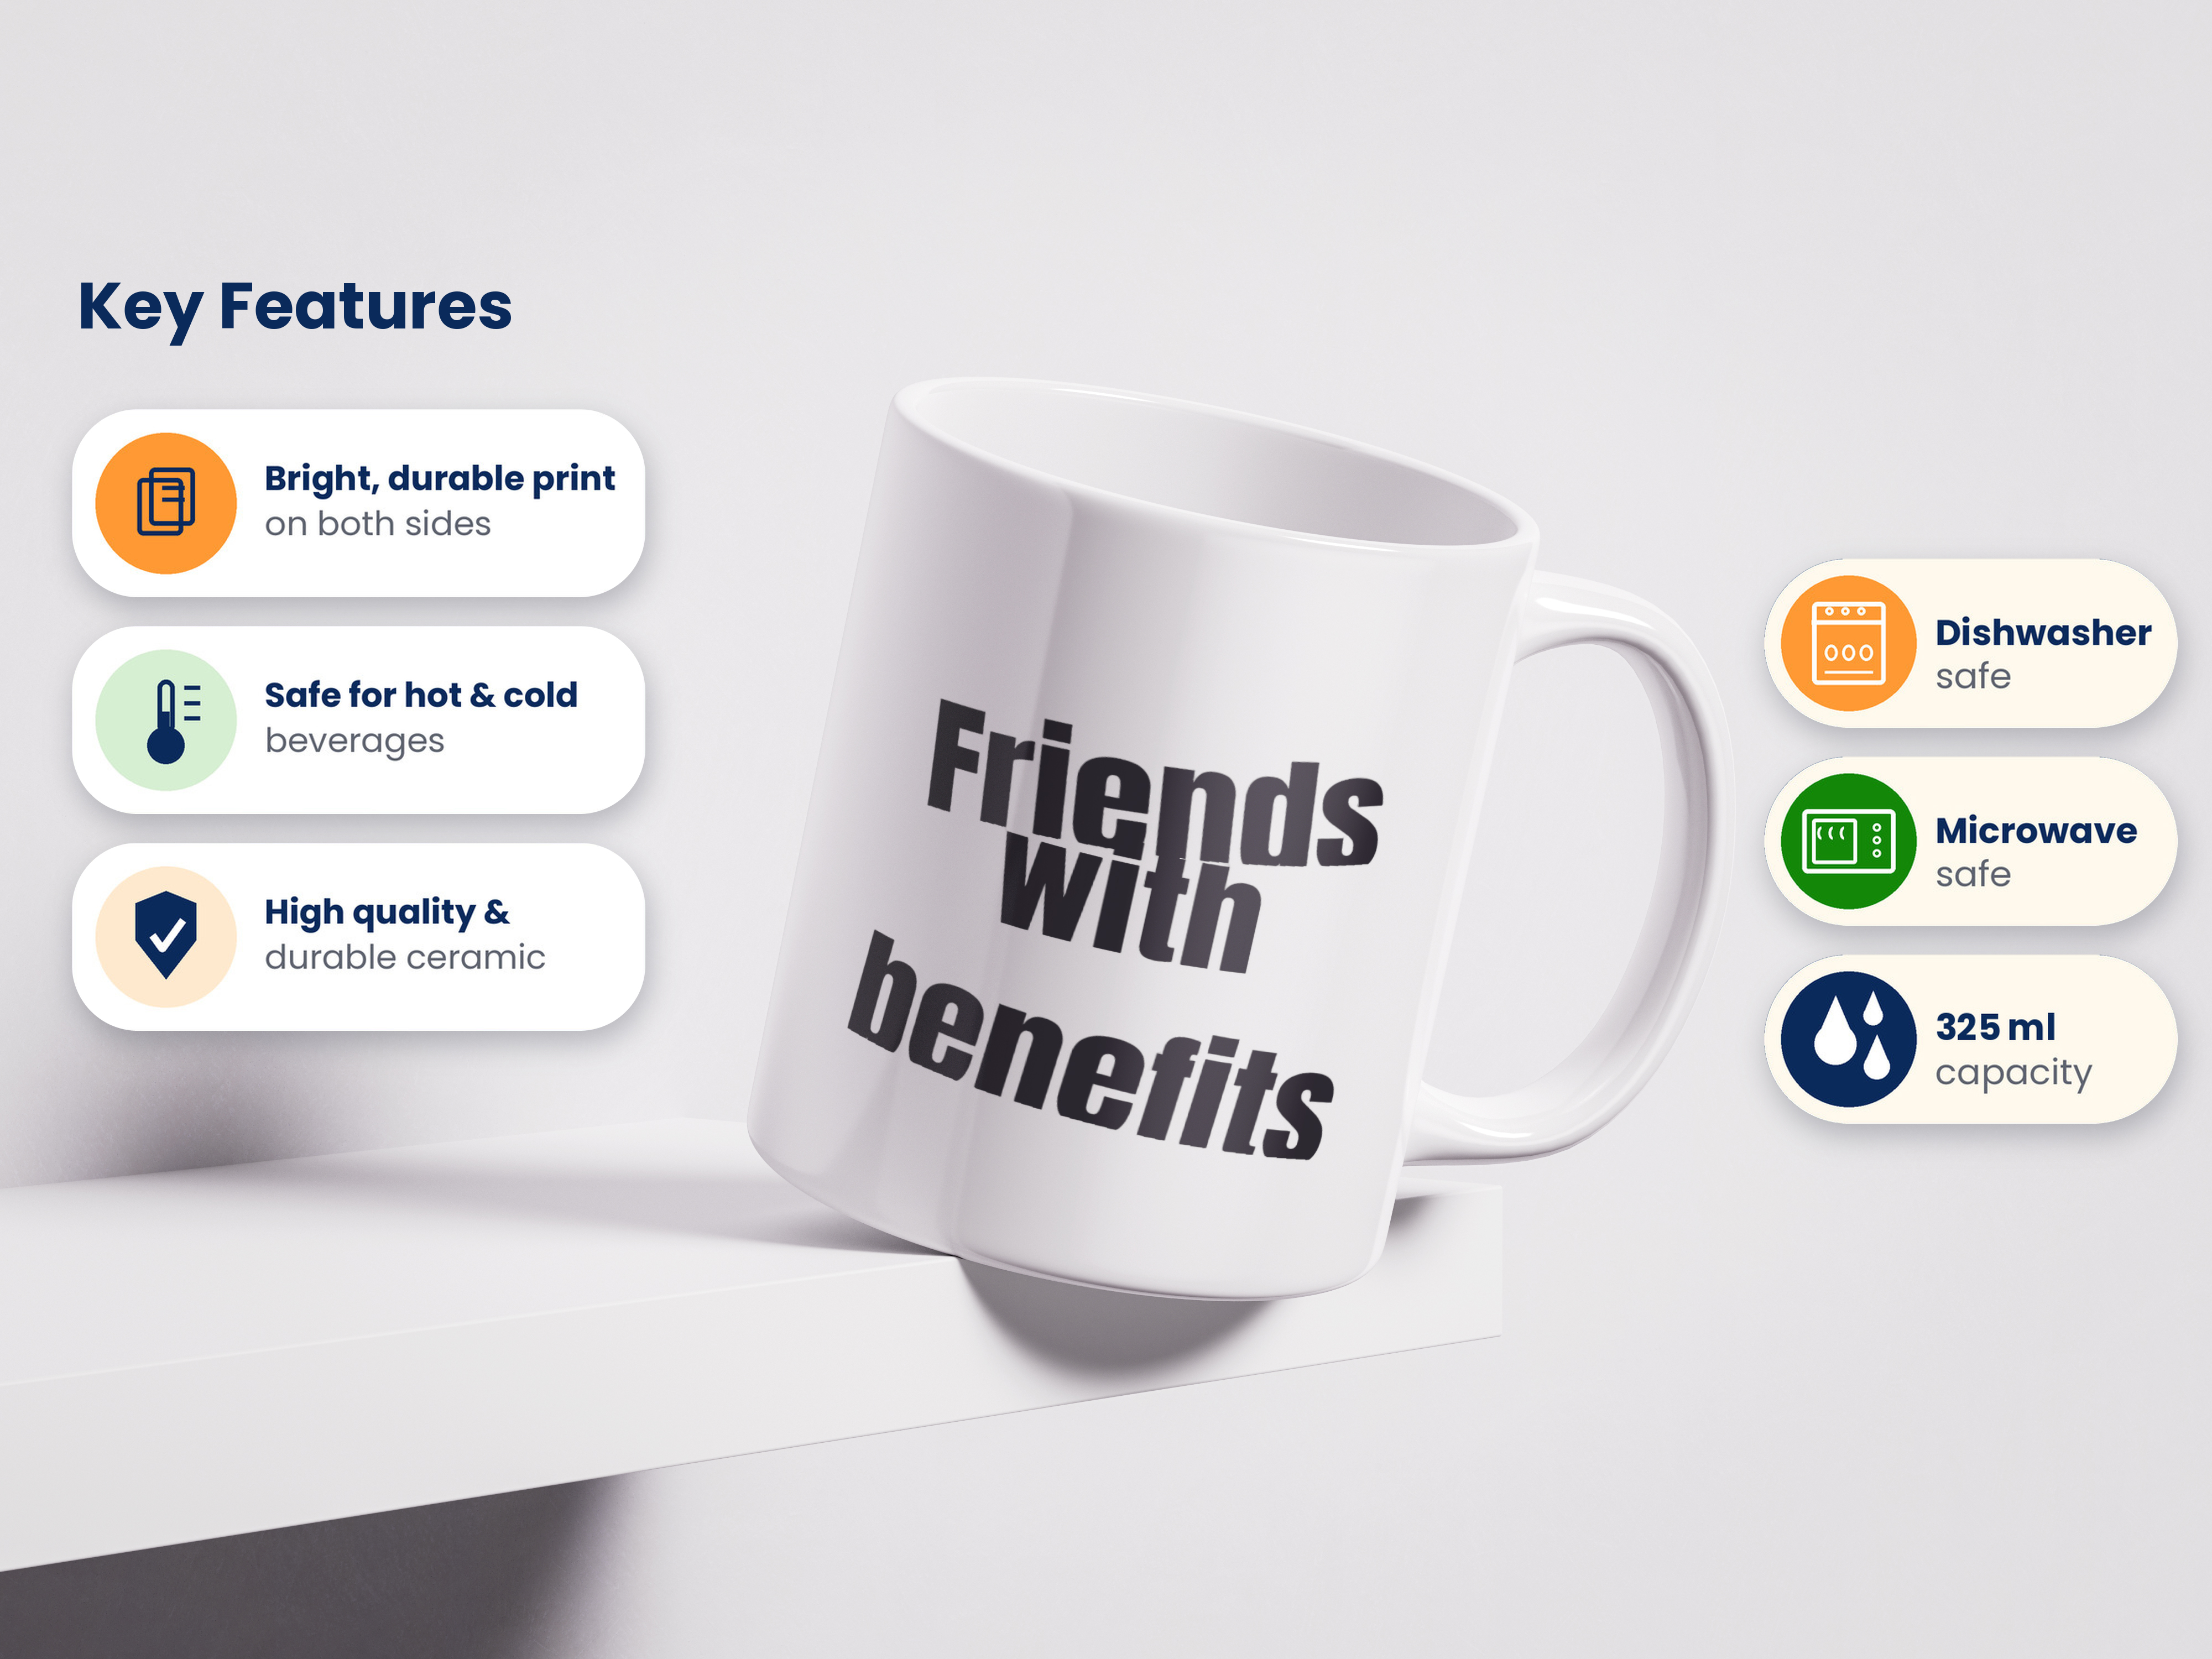 Key Features
Bright, durable print
on both sides
Safe for hot & cold
beverages
High quality &
durable ceramic
Friends
with
benefits
Dishwasher
safe
Microwave
safe
325 ml
capacity